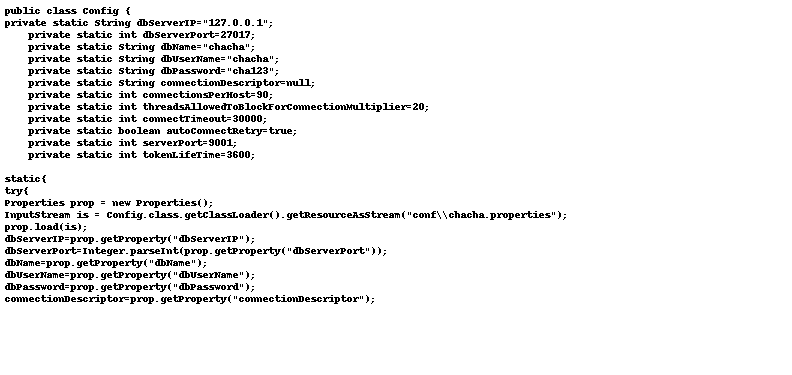 public class Config {
private static String dbServerIP="127.0.0.1";
    private static int dbServerPort=27017;
    private static String dbName="chacha";
    private static String dbUserName="chacha";
    private static String dbPassword="cha123";
    private static String connectionDescriptor=null;
    private static int connectionsPerHost=90;
    private static int threadsAllowedToBlockForConnectionMultiplier=20;
    private static int connectTimeout=30000;
    private static boolean autoConnectRetry=true;
    private static int serverPort=9001;
    private static int tokenLifeTime=3600;

static{
try{
Properties prop = new Properties();
InputStream is = Config.class.getClassLoader().getResourceAsStream("conf\\chacha.properties");
prop.load(is);
dbServerIP=prop.getProperty("dbServerIP");
dbServerPort=Integer.parseInt(prop.getProperty("dbServerPort"));
dbName=prop.getProperty("dbName");
dbUserName=prop.getProperty("dbUserName");
dbPassword=prop.getProperty("dbPassword");
connectionDescriptor=prop.getProperty("connectionDescriptor");